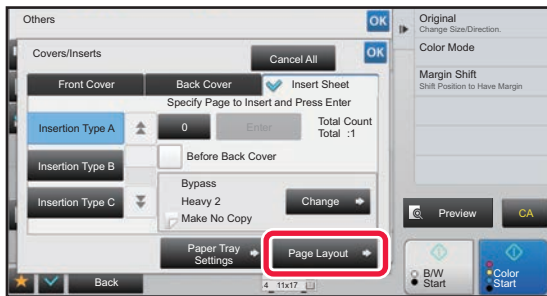 Others
OK
Original
Change Size/Direction.
Covers/Inserts
Cancel All
OK
Color Mode
Front Cover
Back Cover
Insert Sheet
Margin Shift
Shift Position to Have Margin
Specify Page to Insert and Press Enter
Insertion Type A
0
Enter
Total Count
Total :1
Before Back Cover
Insertion Type B
Bypass
Heavy 2
Make No Copy
Insertion Type C
Change
Preview
CA
Paper Tray
Settings
Page Layout
Back
4 11x17
B/W
Start
Color
Start